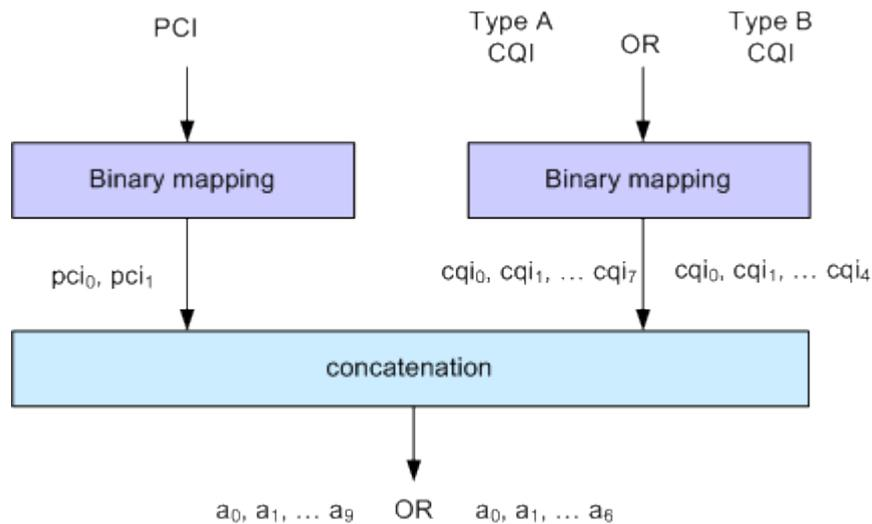 PCI
Type A
CQI
OR
Type B
CQI
Binary mapping
Binary mapping
pci₀, pci₁
cqi₀, cqi₁, … cqi₇
cqi₀, cqi₁, … cqi₄
concatenation
a₀, a₁, … a₉ OR a₀, a₁, … a₆